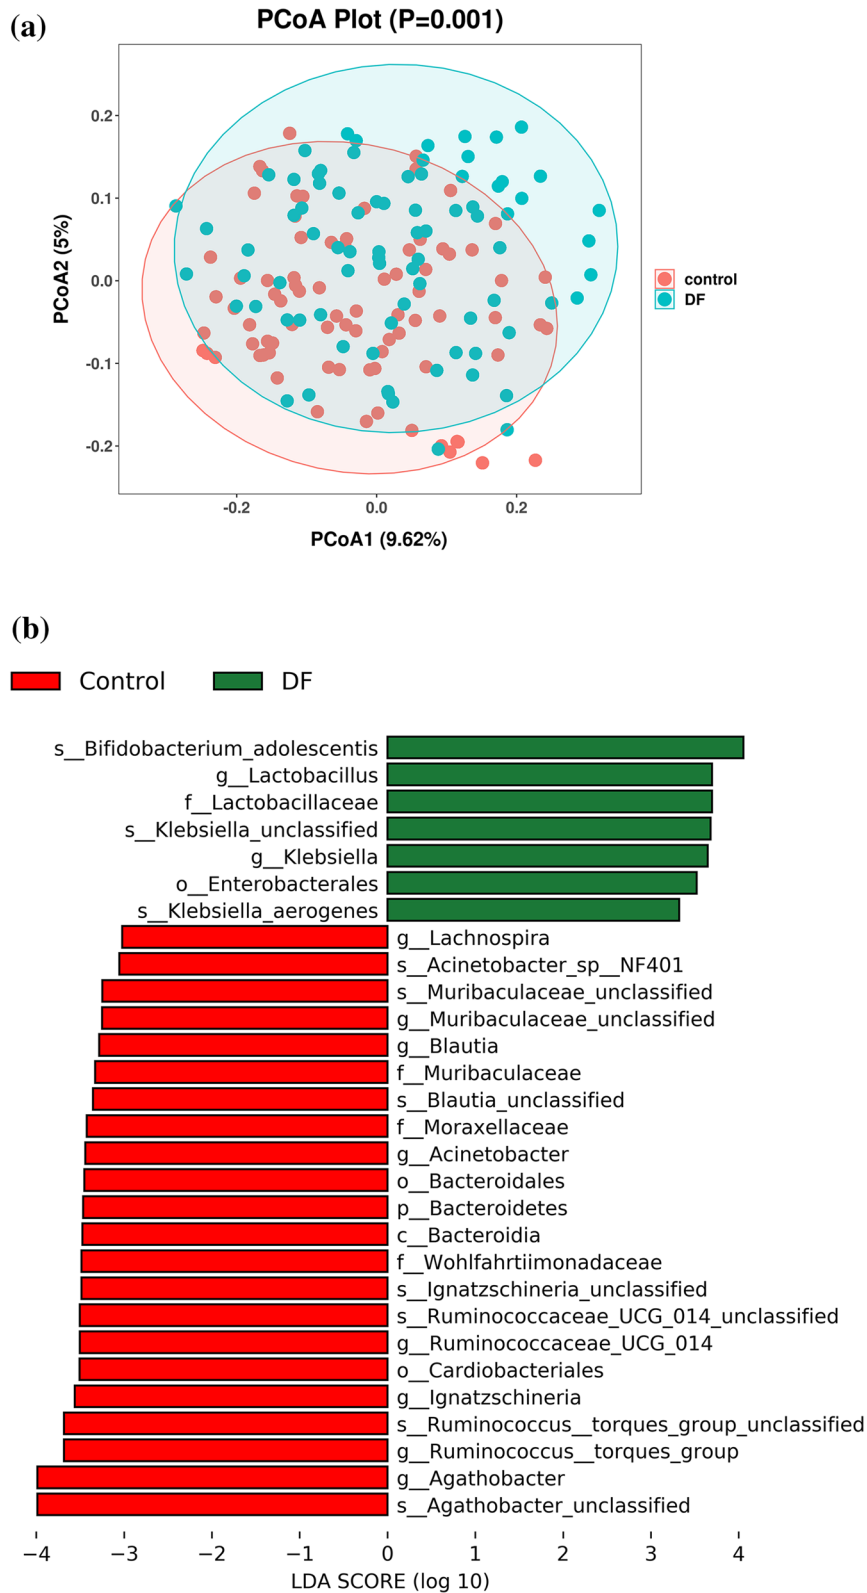 (a)
PCoA Plot (P=0.001)
0.2
0.1
0.0
-0.1
-0.2
PCoA2 (5%)
-0.2 0.0 0.2
PCoA1 (9.62%)
control
DF
(b)
Control DF
s__Bifidobacterium_adolescentis
g__Lactobacillus
f__Lactobacillaceae
s__Klebsiella_unclassified
g__Klebsiella
o__Enterobacterales
s__Klebsiella_aerogenes
g__Lachnospira
s__Acinetobacter_sp__NF401
s__Muribaculaceae_unclassified
g__Muribaculaceae_unclassified
g__Blautia
f__Muribaculaceae
s__Blautia_unclassified
f__Moraxellaceae
g__Acinetobacter
o__Bacteroidales
p__Bacteroidetes
c__Bacteroidia
f__Wohlfahrtiimonadaceae
s__Ignatzschineria_unclassified
s__Ruminococcaceae_UCG_014_unclassified
g__Ruminococcaceae_UCG_014
o__Cardiobacteriales
g__Ignatzschineria
s__Ruminococcus__torques_group_unclassified
g__Ruminococcus__torques_group
g__Agathobacter
s__Agathobacter_unclassified
−4 −3 −2 −1 0 1 2 3 4
LDA SCORE (log 10)